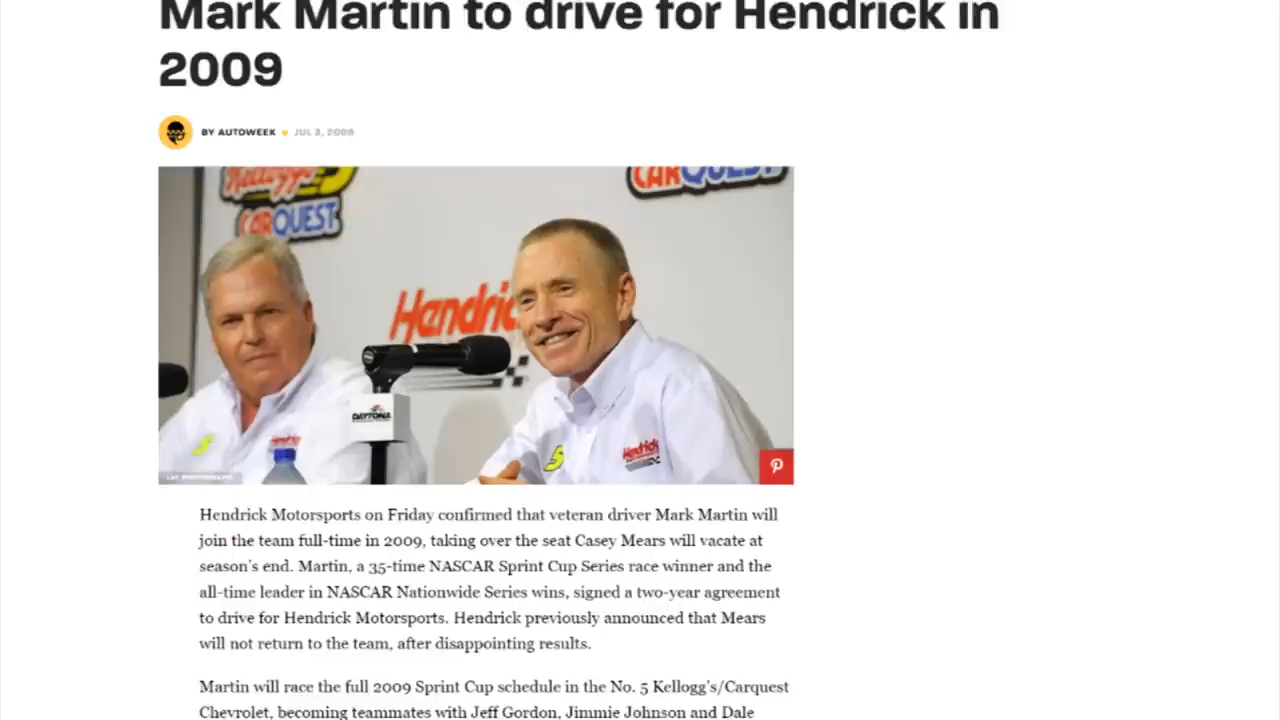 Mark Martin to drive for Hendrick in
2009
BY AUTOWEEK JUL 3, 2008
Kellogg's
CARQUEST
CARQUEST
Hendric
DAYTONA
5
Hendrick
5
Hendrick
Hendrick Motorsports on Friday confirmed that veteran driver Mark Martin will
join the team full-time in 2009, taking over the seat Casey Mears will vacate at
season's end. Martin, a 35-time NASCAR Sprint Cup Series race winner and the
all-time leader in NASCAR Nationwide Series wins, signed a two-year agreement
to drive for Hendrick Motorsports. Hendrick previously announced that Mears
will not return to the team, after disappointing results.
Martin will race the full 2009 Sprint Cup schedule in the No. 5 Kellogg's/Carquest
Chevrolet, becoming teammates with Jeff Gordon, Jimmie Johnson and Dale